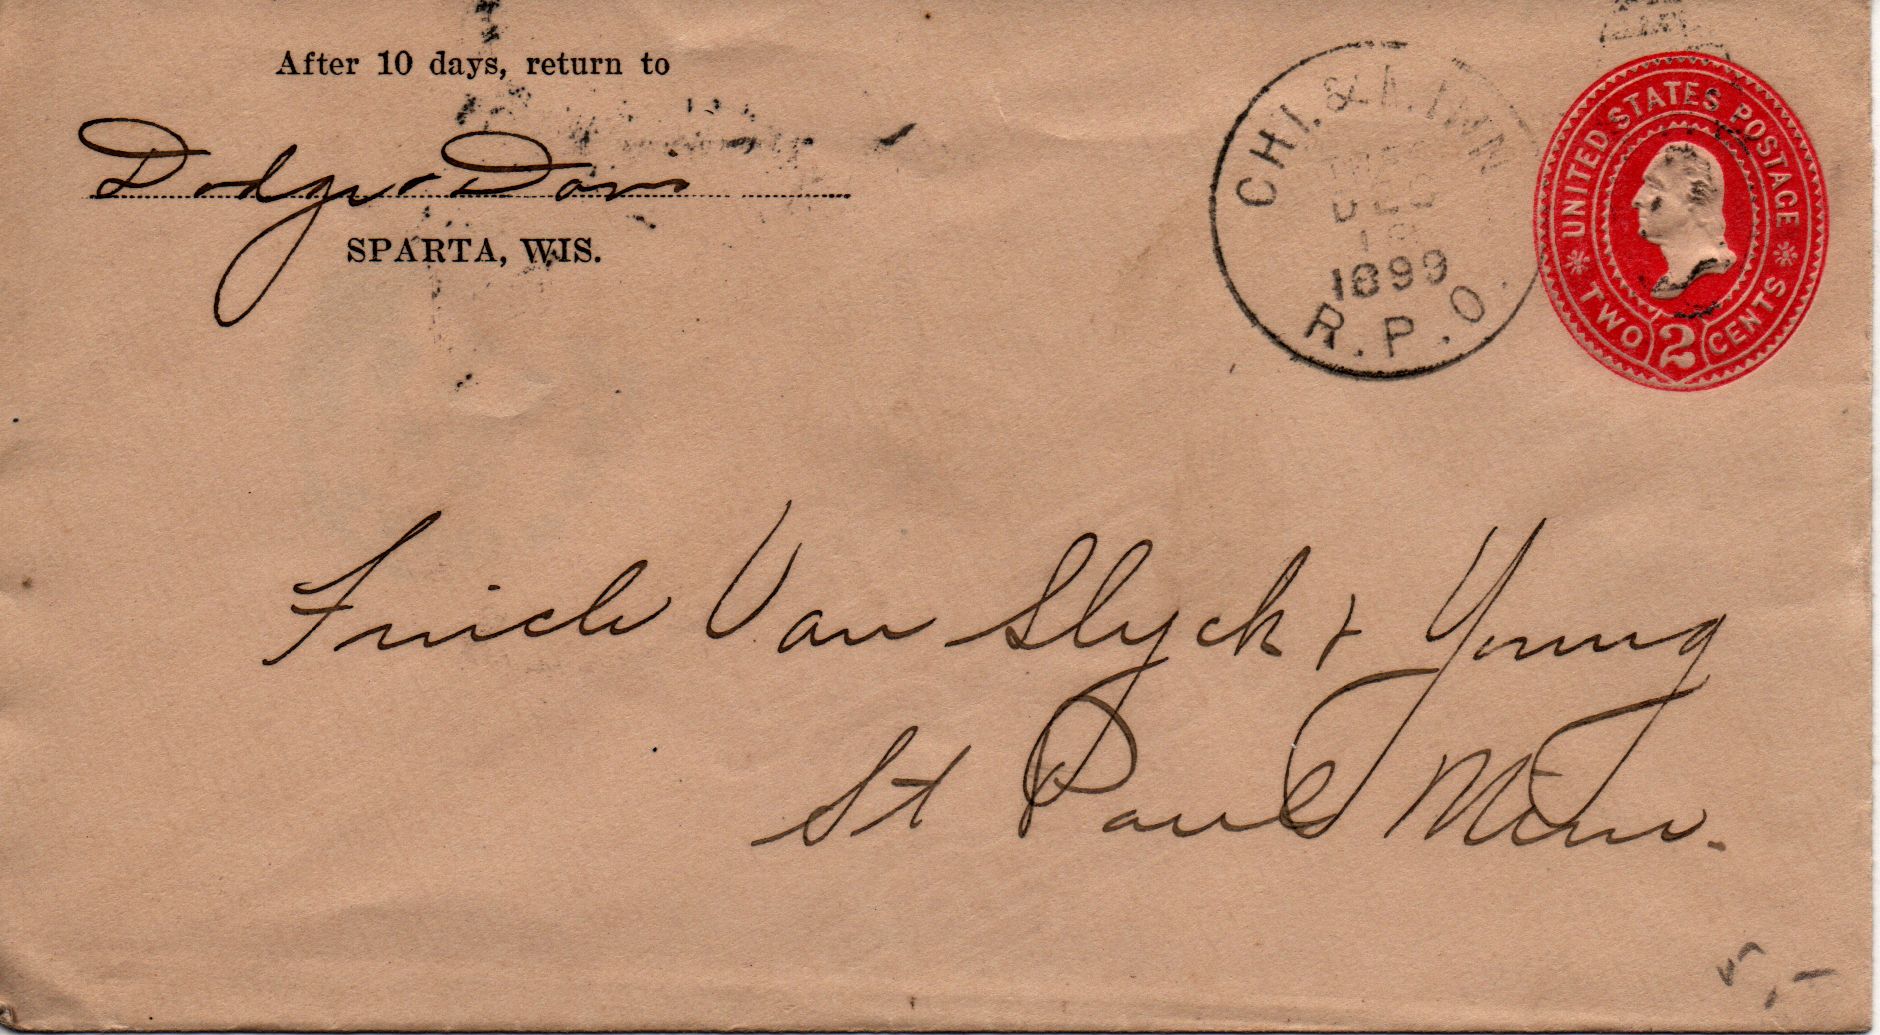 After 10 days, return to
Dodge & Davis
SPARTA, WIS.
CHI. & MINN
DEC
1899
R.P.O.
UNITED STATES POSTAGE
TWO 2 CENTS
Finch Van Slyck & Young
St Paul Minn.